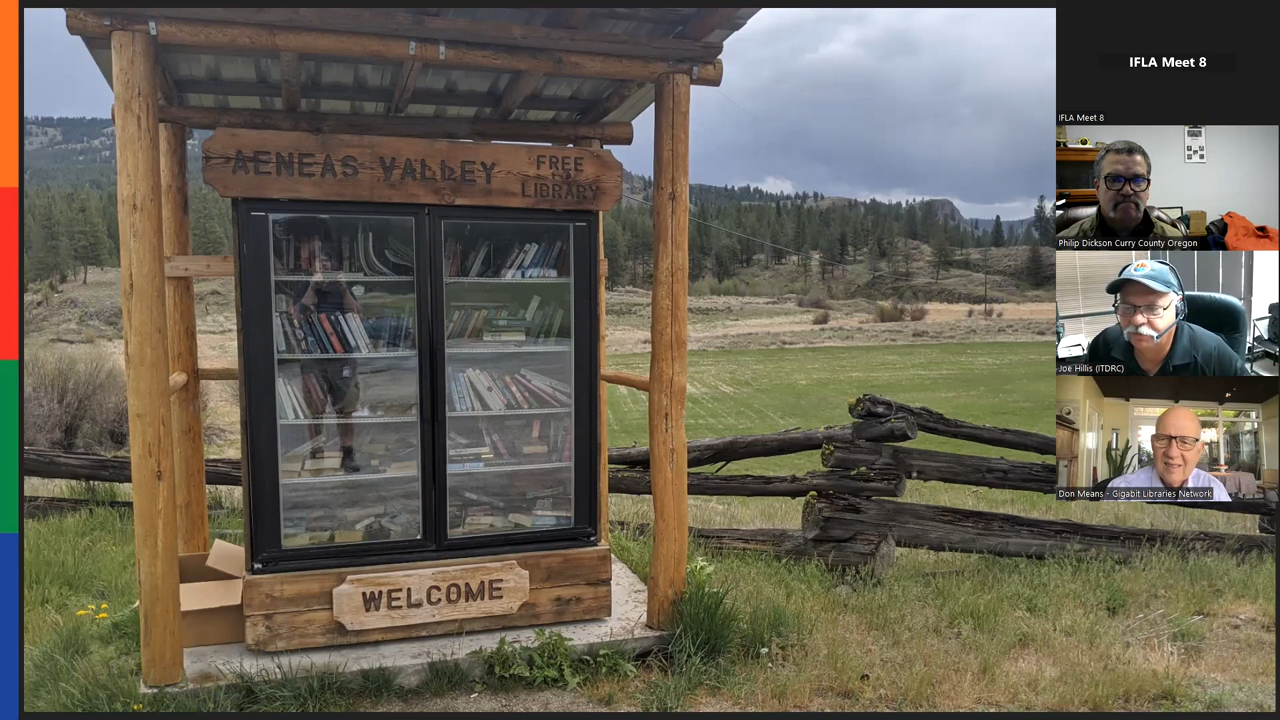 AENEAS VALLEY
FREE
LIBRARY
WELCOME
IFLA Meet 8
IFLA Meet 8
Philip Dickson Curry County Oregon
Joe Hillis (ITDRC)
Don Means - Gigabit Libraries Network